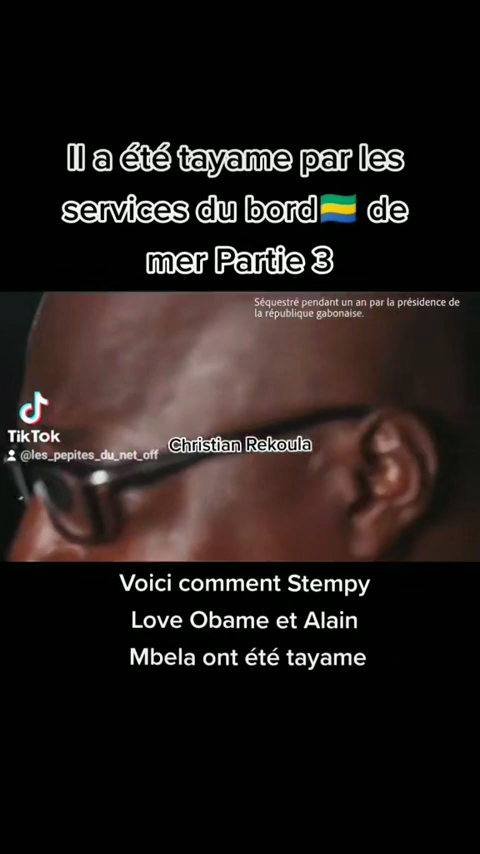 Il a été tayame par les
services du bord🇬🇦 de
mer Partie 3
Séquestré pendant un an par la présidence de
la république gabonaise.
TikTok
@les_pepites_du_net_off
Christian Rekoula
Voici comment Stempy
Love Obame et Alain
Mbela ont été tayame